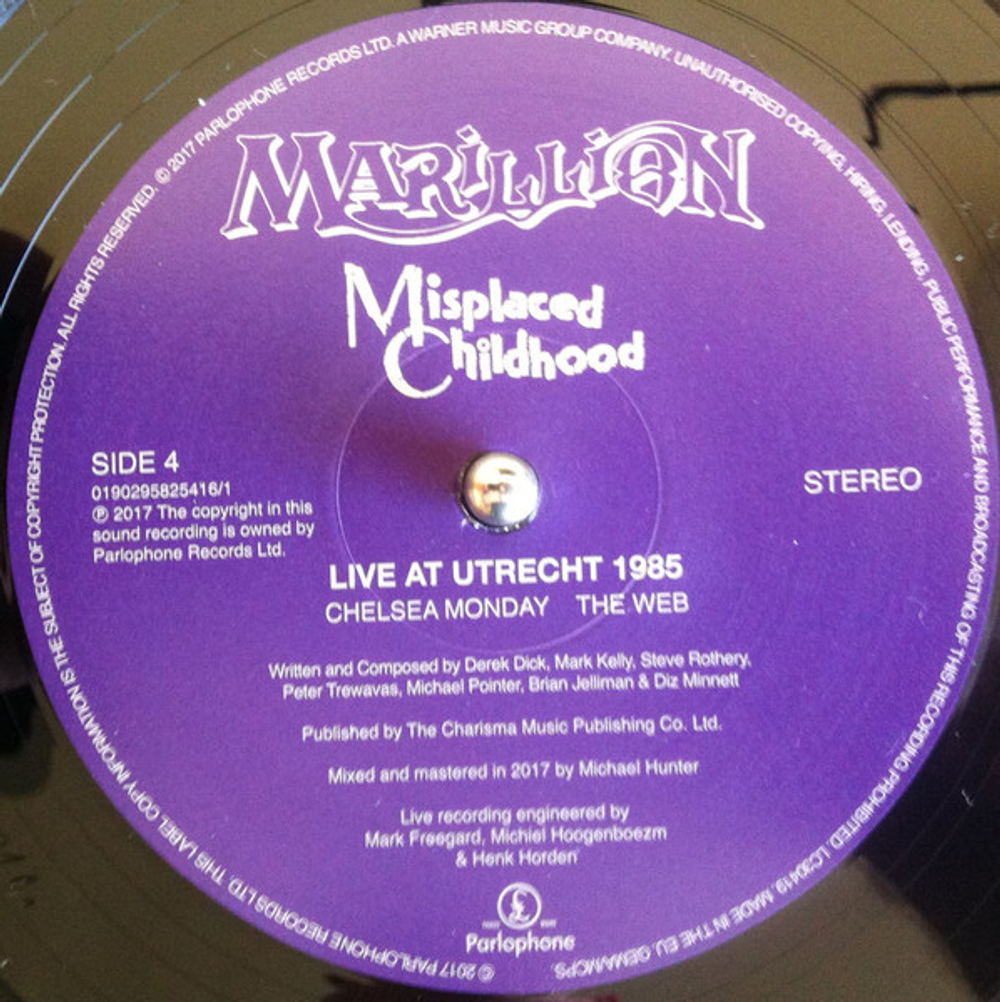 MARILLION
Misplaced
Childhood
SIDE 4
0190295825416/1
℗ 2017 The copyright in this
sound recording is owned by
Parlophone Records Ltd.
STEREO
LIVE AT UTRECHT 1985
CHELSEA MONDAY THE WEB
Written and Composed by Derek Dick, Mark Kelly, Steve Rothery,
Peter Trewavas, Michael Pointer, Brian Jelliman & Diz Minnett
Published by The Charisma Music Publishing Co. Ltd.
Mixed and mastered in 2017 by Michael Hunter
Live recording engineered by
Mark Freegard, Michiel Hoogenboezm
& Henk Horden
£
Parlophone
© 2017 PARLOPHONE RECORDS LTD. THIS LABEL COPY INFORMATION IS THE SUBJECT OF COPYRIGHT PROTECTION. ALL RIGHTS RESERVED. © 2017 PARLOPHONE RECORDS LTD. A WARNER MUSIC GROUP COMPANY. UNAUTHORISED COPYING, HIRING, LENDING, PUBLIC PERFORMANCE AND BROADCASTING OF THIS RECORDING PROHIBITED. LC30419. MADE IN THE EU. GEMA/MCPS.